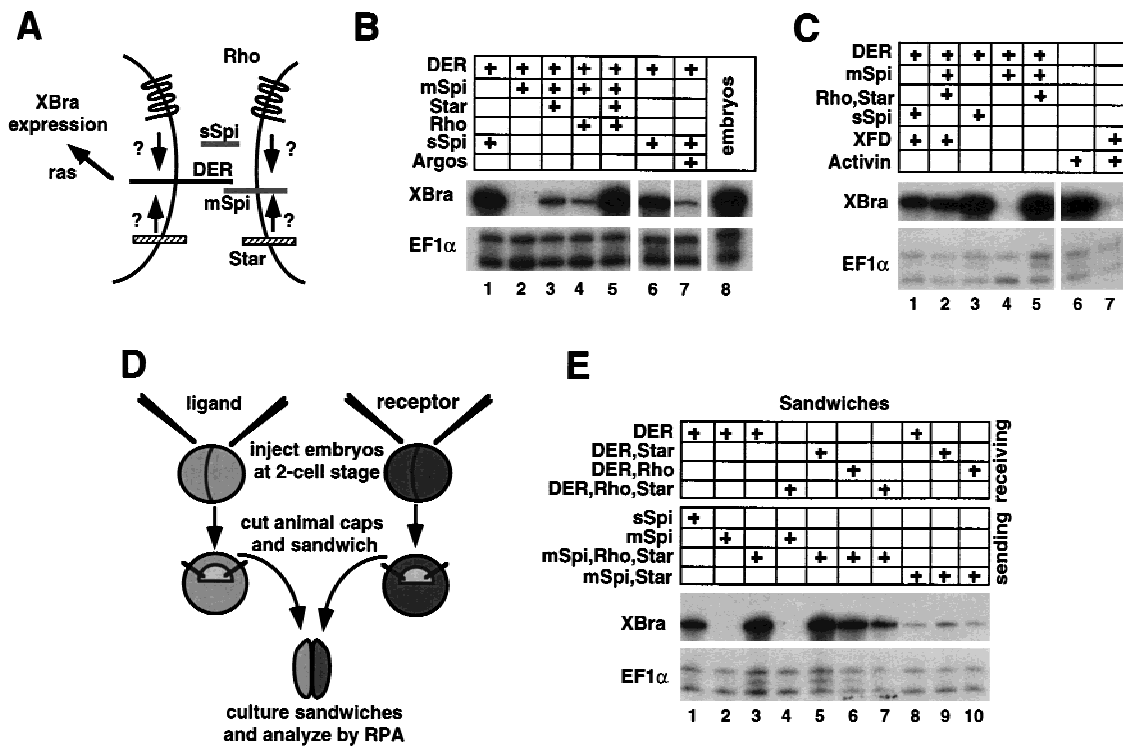 A
Rho
XBra
expression
sSpi
?
?
DER
ras
mSpi
?
?
Star
B
DER + + + + + + +
mSpi + + + +
Star + +
Rho + +
sSpi + + +
Argos +
embryos
XBra
EF1α
1 2 3 4 5 6 7 8
C
DER + + + + +
mSpi + + +
Rho,Star + +
sSpi + +
XFD + + +
Activin + +
XBra
EF1α
1 2 3 4 5 6 7
D
ligand
receptor
inject embryos
at 2-cell stage
cut animal caps
and sandwich
culture sandwiches
and analyze by RPA
E
Sandwiches
DER + + + +
DER,Star + +
DER,Rho + +
DER,Rho,Star + +
receiving
sSpi +
mSpi + +
mSpi,Rho,Star + + + +
mSpi,Star + + +
sending
XBra
EF1α
1 2 3 4 5 6 7 8 9 10